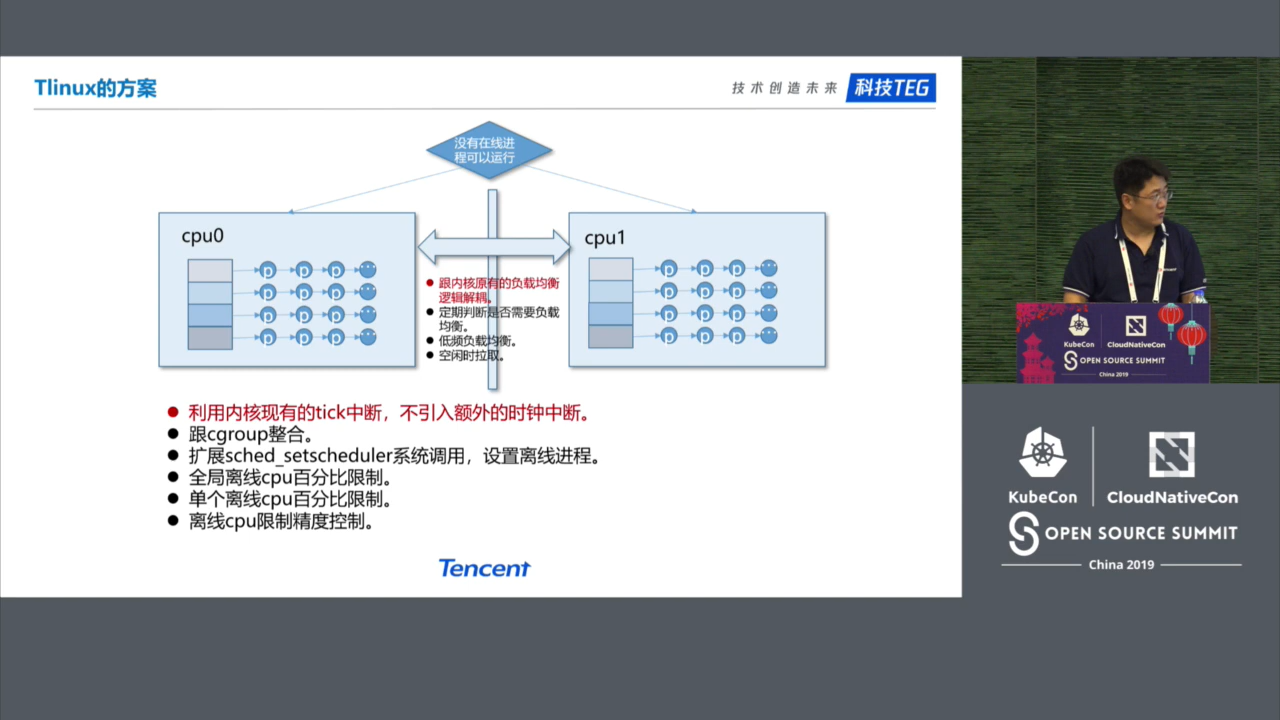 Tlinux的方案
技术创造未来 科技TEG
没有在线进
程可以运行
cpu0
p p p
p p p
p p p
p p p
跟内核原有的负载均衡
逻辑解耦。
定期判断是否需要负载
均衡。
低频负载均衡。
空闲时拉取。
cpu1
p p p
p p p
p p p
p p p
利用内核现有的tick中断，不引入额外的时钟中断。
跟cgroup整合。
扩展sched_setscheduler系统调用，设置离线进程。
全局离线cpu百分比限制。
单个离线cpu百分比限制。
离线cpu限制精度控制。
Tencent
KubeCon CloudNativeCon
OPEN SOURCE SUMMIT
China 2019
KubeCon CloudNativeCon
OPEN SOURCE SUMMIT
China 2019